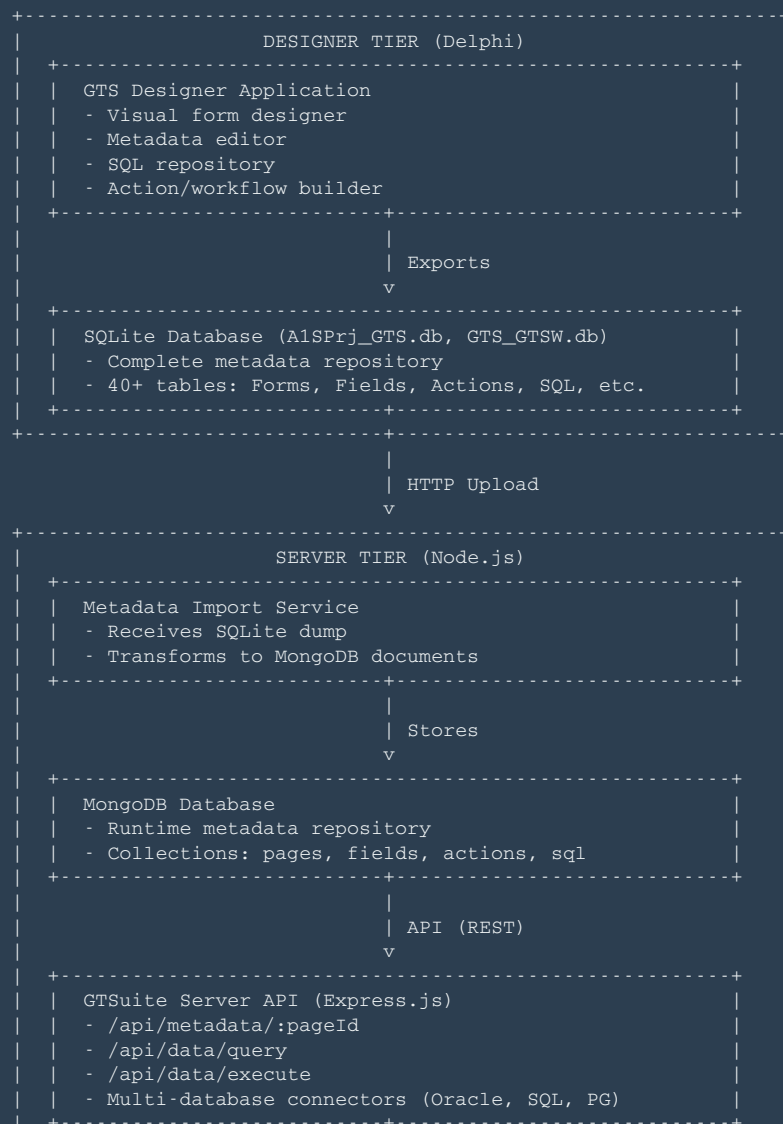 DESIGNER TIER (Delphi)
GTS Designer Application
- Visual form designer
- Metadata editor
- SQL repository
- Action/workflow builder
Exports
v
SQLite Database (A1SPrj_GTS.db, GTS_GTSW.db)
- Complete metadata repository
- 40+ tables: Forms, Fields, Actions, SQL, etc.
HTTP Upload
v
SERVER TIER (Node.js)
Metadata Import Service
- Receives SQLite dump
- Transforms to MongoDB documents
Stores
v
MongoDB Database
- Runtime metadata repository
- Collections: pages, fields, actions, sql
API (REST)
v
GTSuite Server API (Express.js)
- /api/metadata/:pageId
- /api/data/query
- /api/data/execute
- Multi-database connectors (Oracle, SQL, PG)